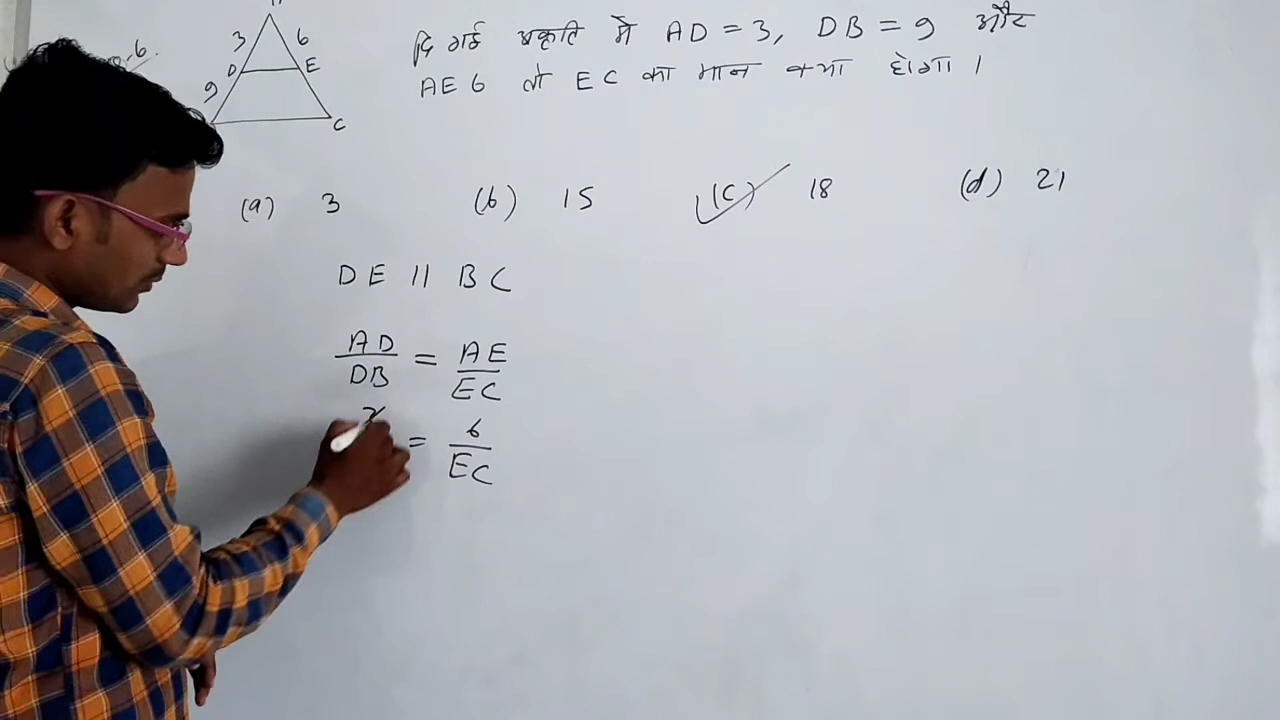 3 6
D E
9
C
दि गई प्रकृति मे AD = 3, DB = 9 और
AE 6 तो EC का मान क्या होगा ।
(a) 3 (b) 15 (c) 18 (d) 21
DE || BC
AD/DB = AE/EC
= 6/EC